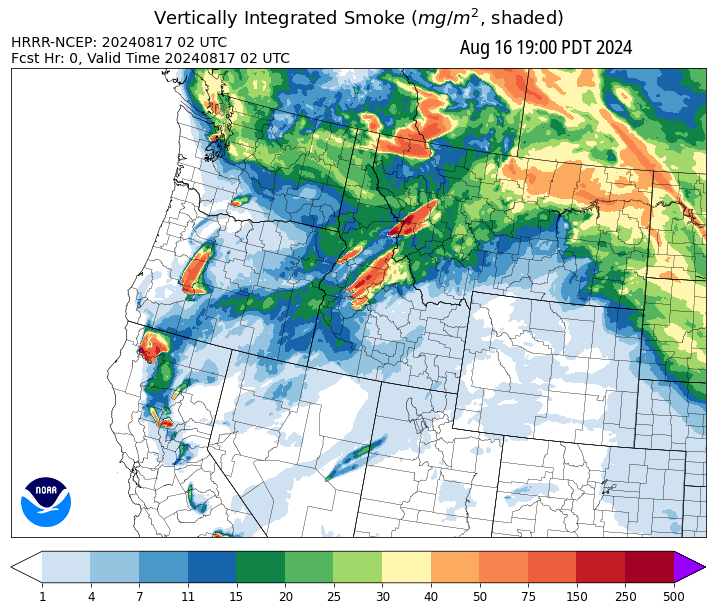 Vertically Integrated Smoke (mg/m², shaded)
HRRR-NCEP: 20240817 02 UTC
Aug 16 19:00 PDT 2024
Fcst Hr: 0, Valid Time 20240817 02 UTC
NOAA
1 4 7 11 15 20 25 30 40 50 75 150 250 500